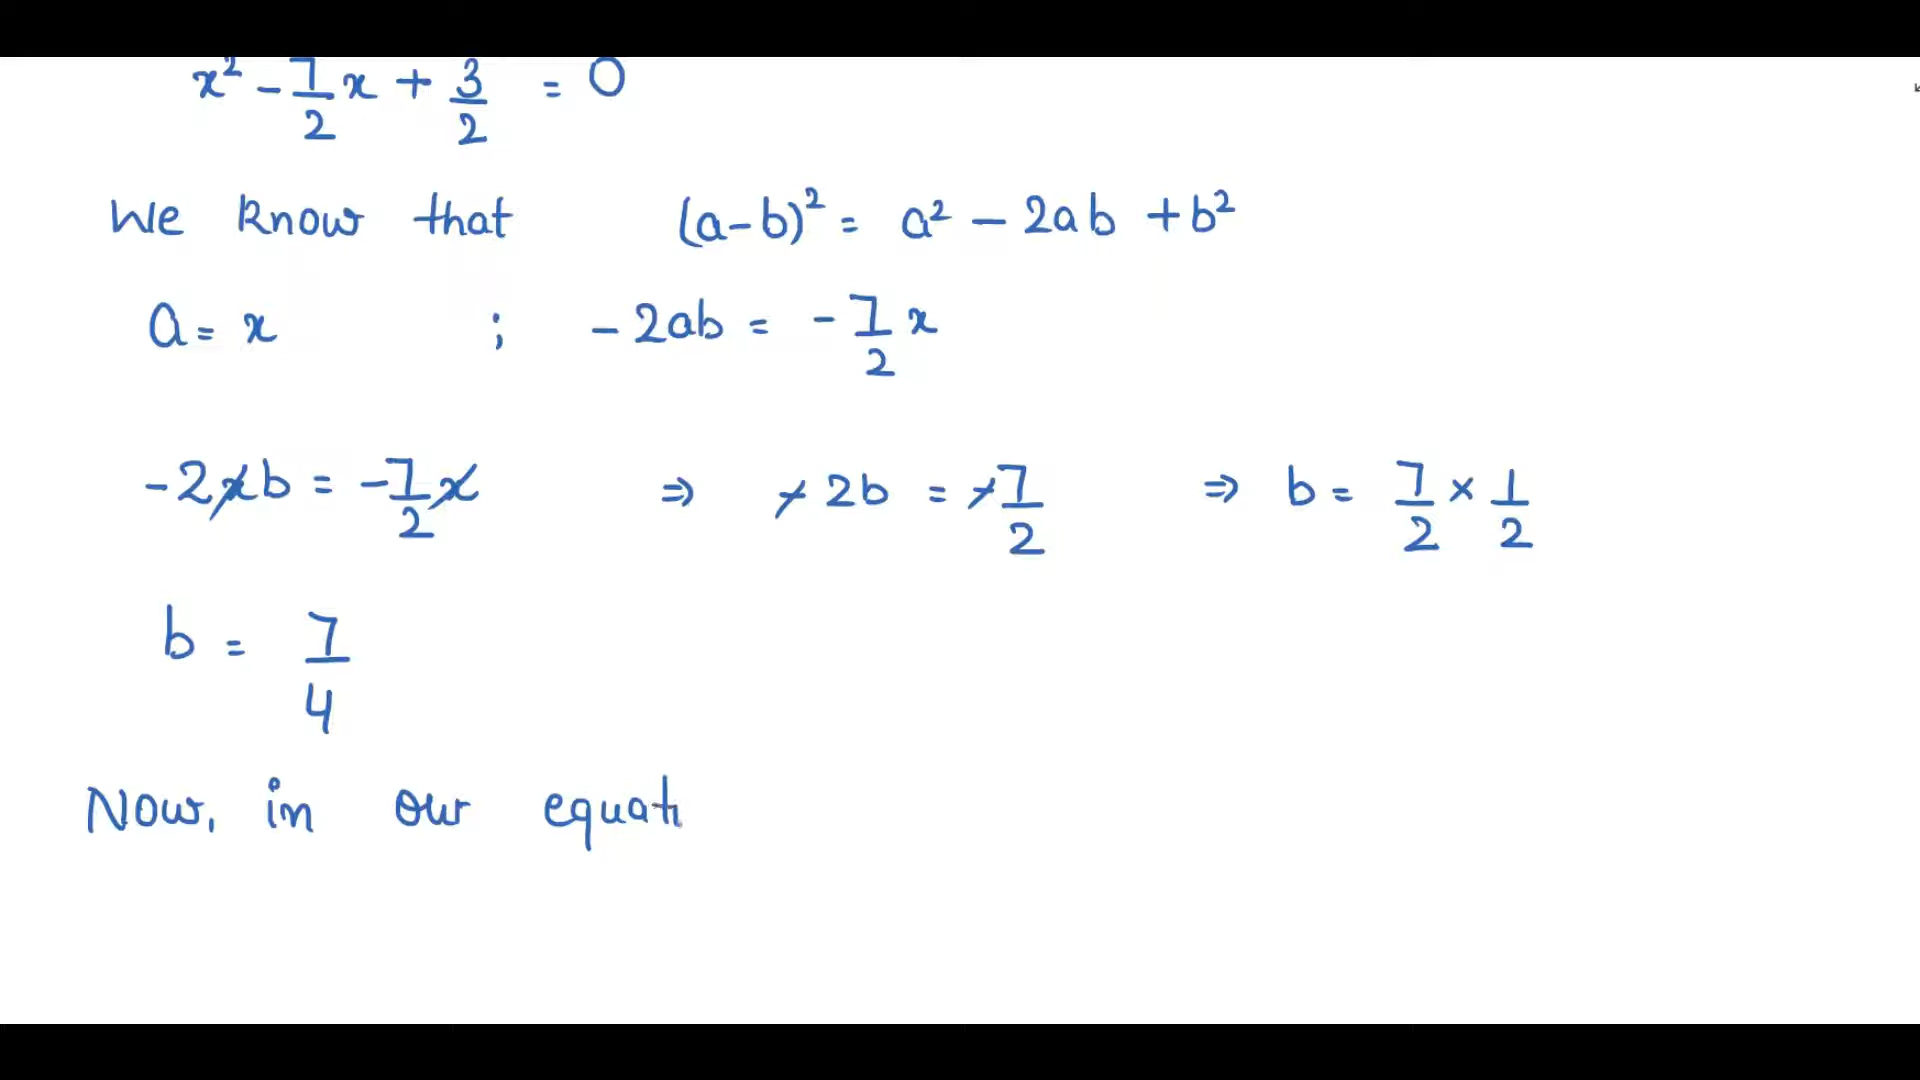 x² - 7/2 x + 3/2 = 0
We know that (a-b)² = a² - 2ab + b²
a = x ; -2ab = -7/2 x
-2xb = -7/2 x ⇒ -2b = -7/2 ⇒ b = 7/2 × 1/2
b = 7/4
Now, in our equati